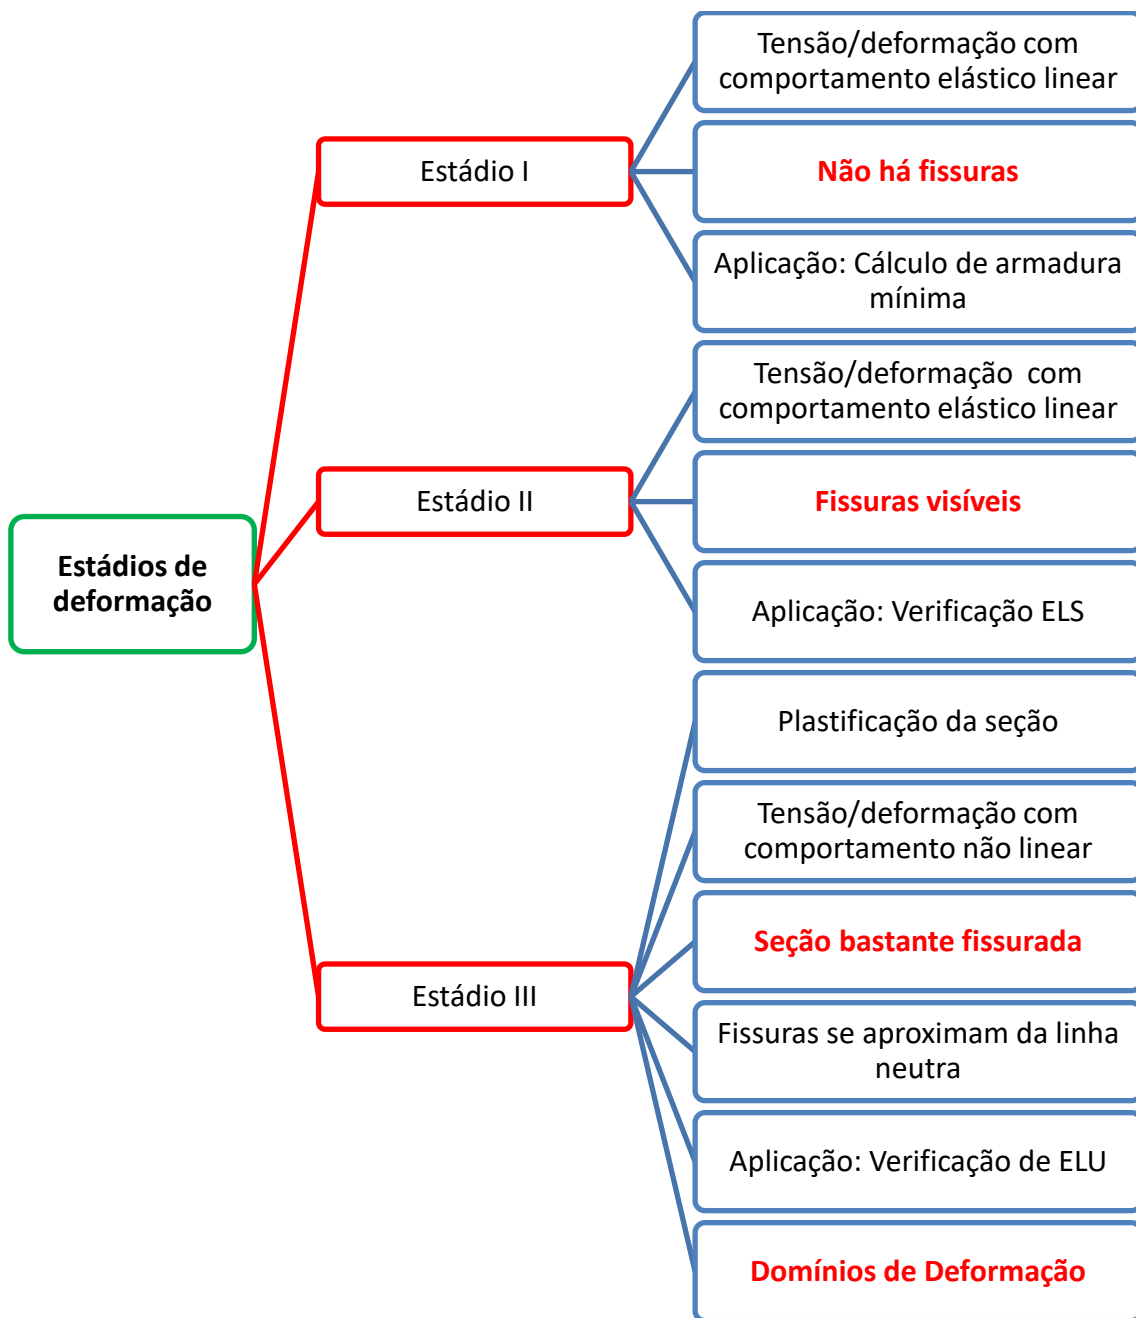 Estádios de
deformação
Estádio I
Tensão/deformação com
comportamento elástico linear
Não há fissuras
Aplicação: Cálculo de armadura
mínima
Estádio II
Tensão/deformação  com
comportamento elástico linear
Fissuras visíveis
Aplicação: Verificação ELS
Estádio III
Plastificação da seção
Tensão/deformação com
comportamento não linear
Seção bastante fissurada
Fissuras se aproximam da linha
neutra
Aplicação: Verificação de ELU
Domínios de Deformação